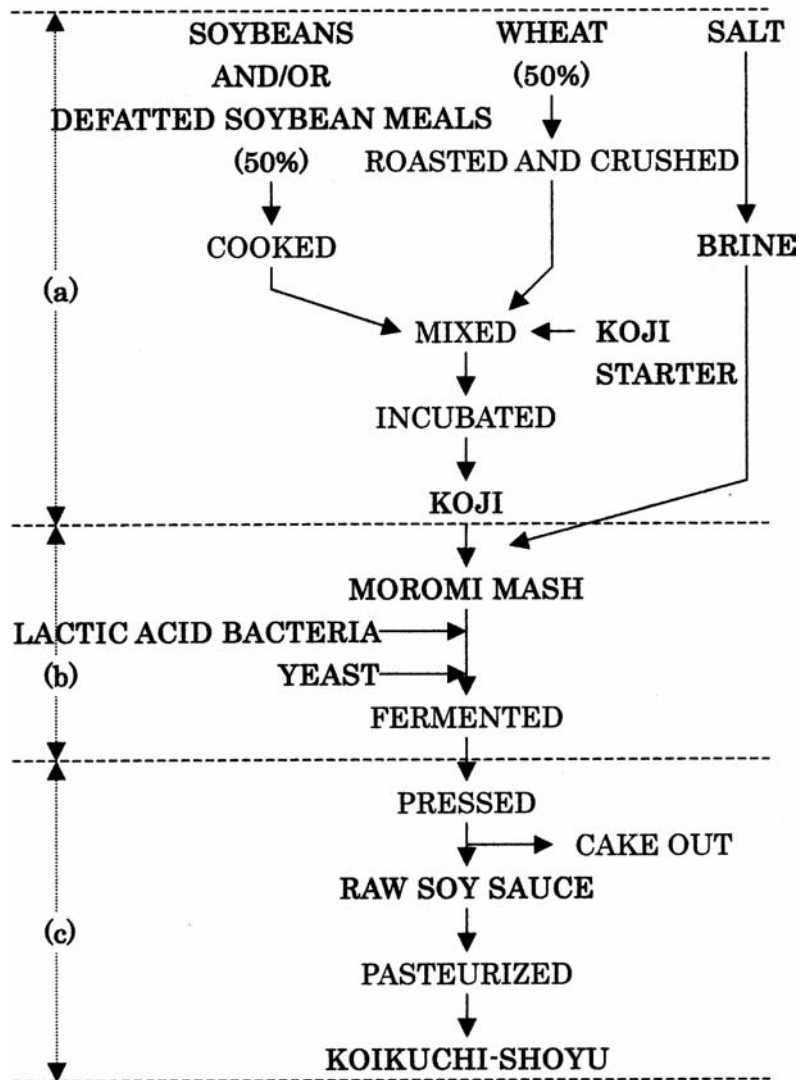 SOYBEANS
AND/OR
DEFATTED SOYBEAN MEALS
(50%)
WHEAT
(50%)
SALT
ROASTED AND CRUSHED
COOKED
BRINE
(a)
MIXED
KOJI
STARTER
INCUBATED
KOJI
MOROMI MASH
LACTIC ACID BACTERIA
(b)
YEAST
FERMENTED
PRESSED
CAKE OUT
RAW SOY SAUCE
(c)
PASTEURIZED
KOIKUCHI-SHOYU